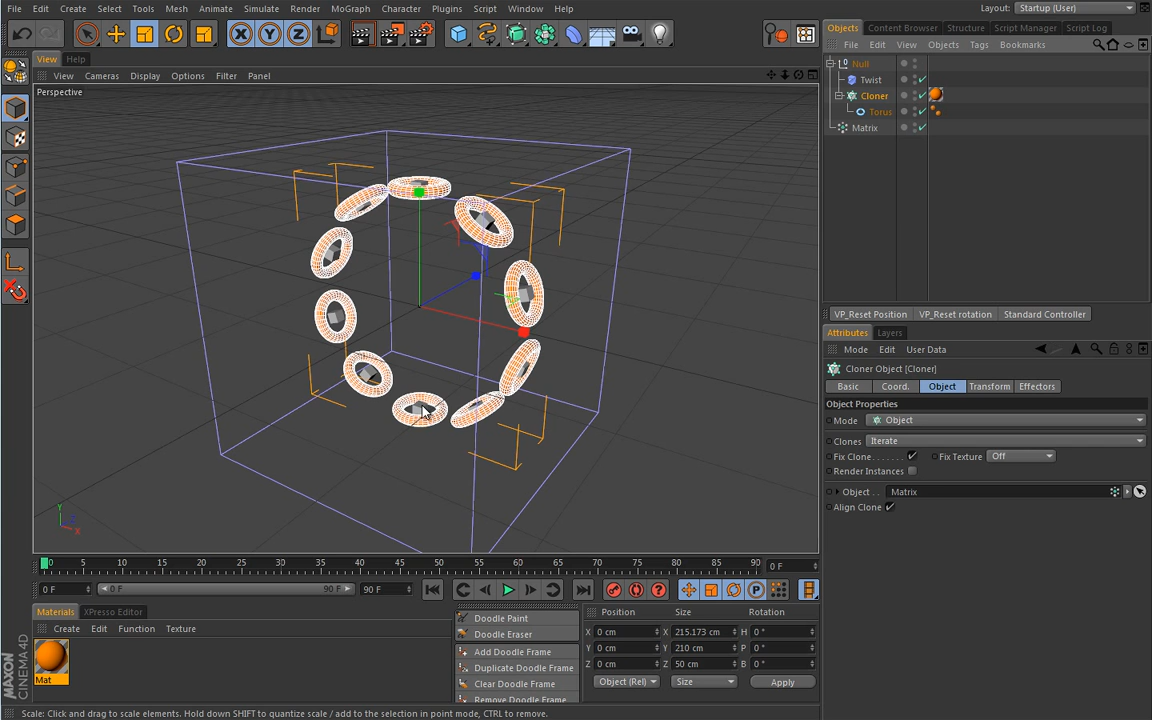 File Edit Create Select Tools Mesh Animate Simulate Render MoGraph Character Plugins Script Window Help Layout: Startup (User)
View Help
View Cameras Display Options Filter Panel
Perspective
Y
X
Objects Content Browser Structure Script Manager Script Log
File Edit View Objects Tags Bookmarks
Null
Twist
Cloner
Torus
Matrix
VP_Reset Position VP_Reset rotation Standard Controller
Attributes Layers
Mode Edit User Data
Cloner Object [Cloner]
Basic Coord. Object Transform Effectors
Object Properties
Mode Object
Clones Iterate
Fix Clone....... Fix Texture Off
Render Instances
Object.. Matrix
Align Clone
0 5 10 15 20 25 30 35 40 45 50 55 60 65 70 75 80 85 90 0 F
0 F 0 F 90 F 90 F
Materials XPresso Editor
Create Edit Function Texture
Mat
MAXON CINEMA4D
Doodle Paint
Doodle Eraser
Add Doodle Frame
Duplicate Doodle Frame
Clear Doodle Frame
Remove Doodle Frame
Position Size Rotation
X 0 cm X 215.173 cm H 0 °
Y 0 cm Y 210 cm P 0 °
Z 0 cm Z 50 cm B 0 °
Object (Rel) Size Apply
Scale: Click and drag to scale elements. Hold down SHIFT to quantize scale / add to the selection in point mode, CTRL to remove.